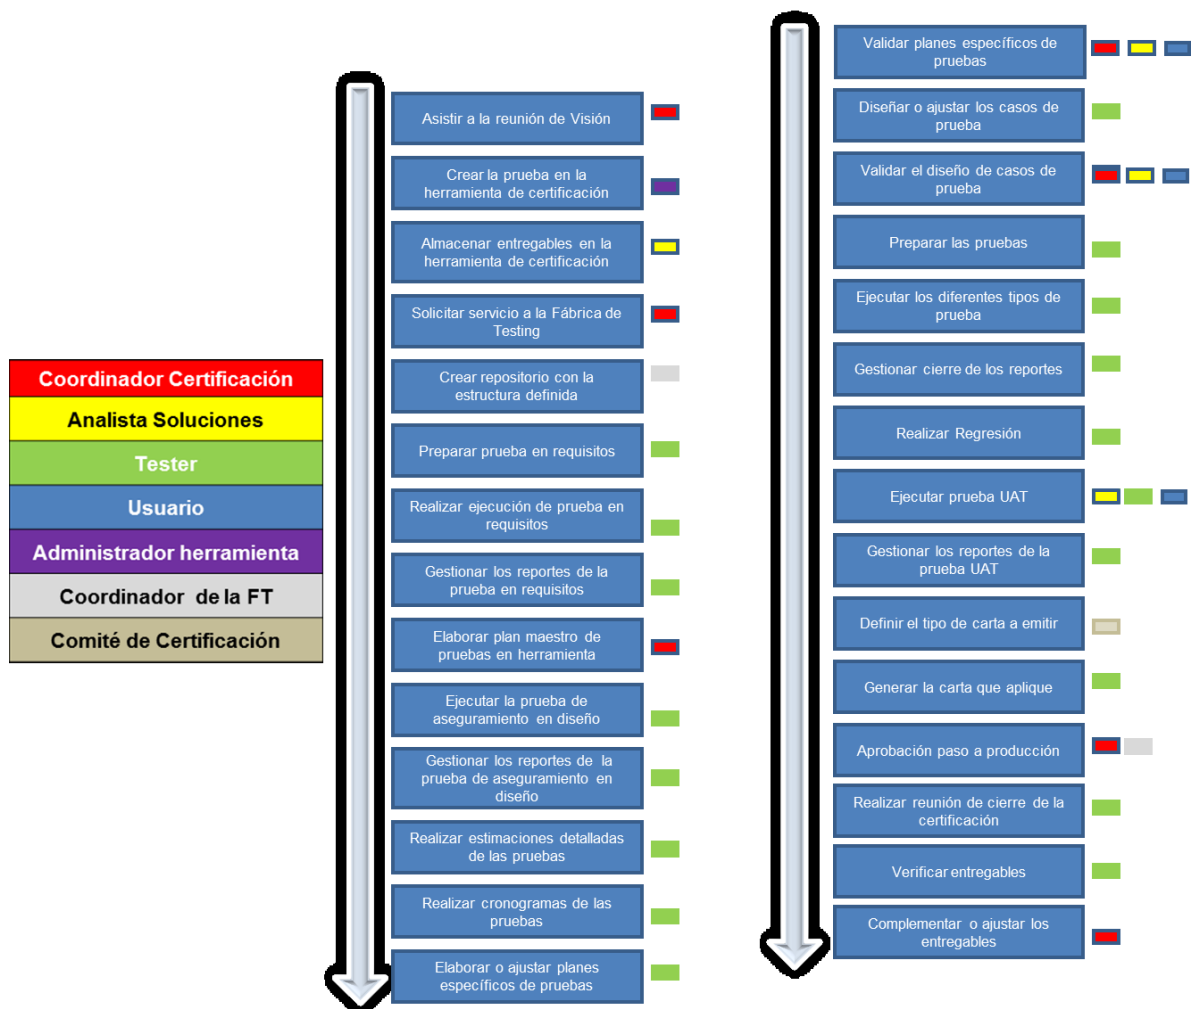 Coordinador Certificación
Analista Soluciones
Tester
Usuario
Administrador herramienta
Coordinador de la FT
Comité de Certificación
Asistir a la reunión de Visión
Crear la prueba en la
herramienta de certificación
Almacenar entregables en la
herramienta de certificación
Solicitar servicio a la Fábrica de
Testing
Crear repositorio con la
estructura definida
Preparar prueba en requisitos
Realizar ejecución de prueba en
requisitos
Gestionar los reportes de la
prueba en requisitos
Elaborar plan maestro de
pruebas en herramienta
Ejecutar la prueba de
aseguramiento en diseño
Gestionar los reportes de la
prueba de aseguramiento en
diseño
Realizar estimaciones detalladas
de las pruebas
Realizar cronogramas de las
pruebas
Elaborar o ajustar planes
específicos de pruebas
Validar planes específicos de
pruebas
Diseñar o ajustar los casos de
prueba
Validar el diseño de casos de
prueba
Preparar las pruebas
Ejecutar los diferentes tipos de
prueba
Gestionar cierre de los reportes
Realizar Regresión
Ejecutar prueba UAT
Gestionar los reportes de la
prueba UAT
Definir el tipo de carta a emitir
Generar la carta que aplique
Aprobación paso a producción
Realizar reunión de cierre de la
certificación
Verificar entregables
Complementar o ajustar los
entregables